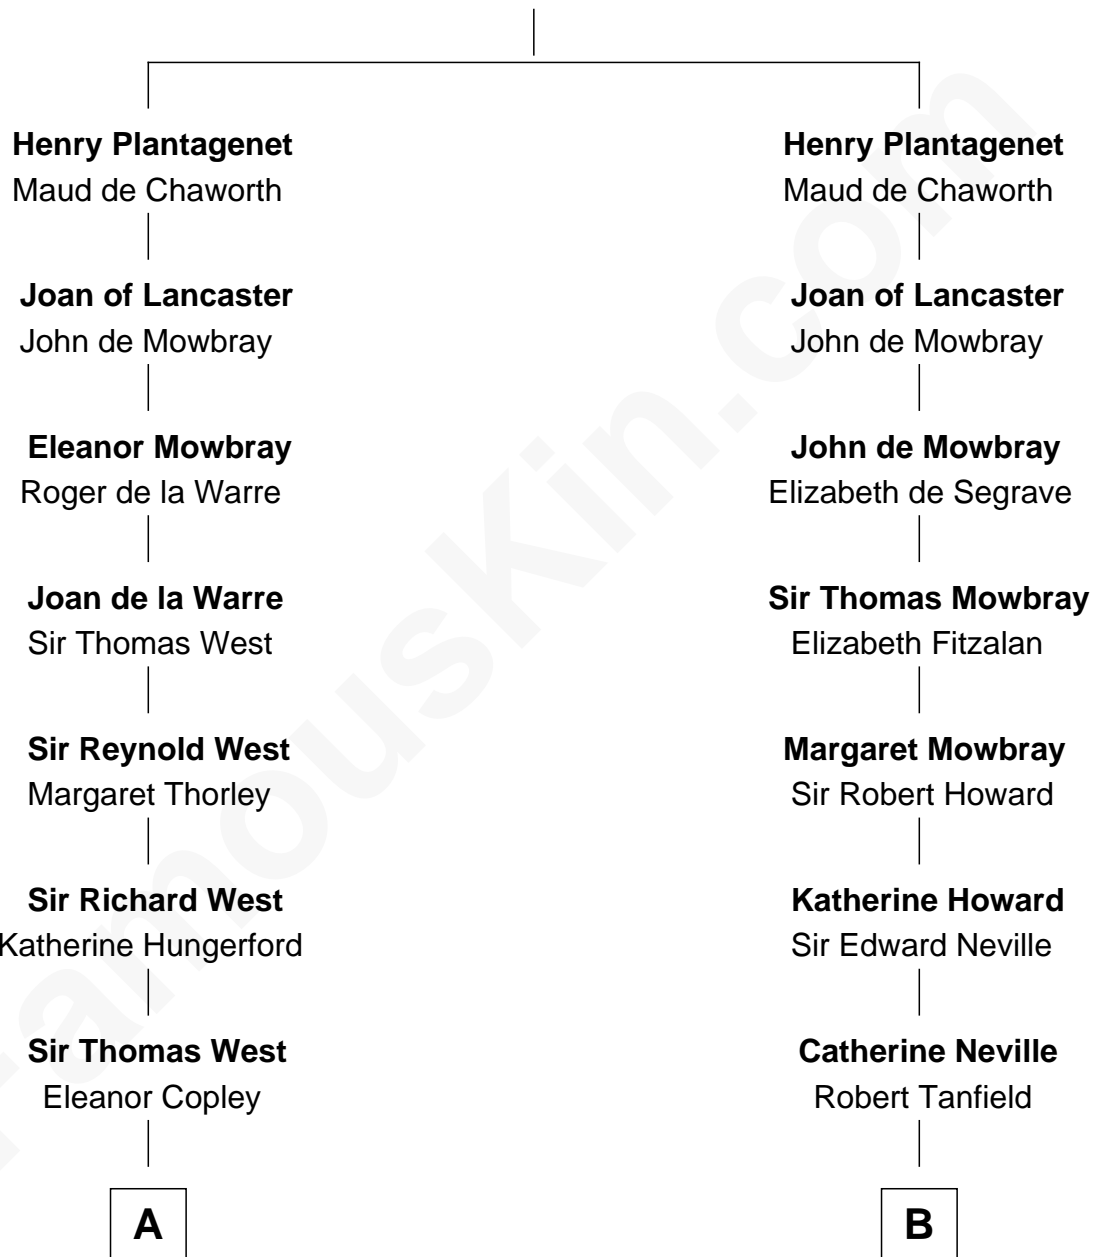 Henry Plantagenet
Maud de Chaworth
Joan of Lancaster
John de Mowbray
Eleanor Mowbray
Roger de la Warre
Joan de la Warre
Sir Thomas West
Sir Reynold West
Margaret Thorley
Sir Richard West
Katherine Hungerford
Sir Thomas West
Eleanor Copley
A
Henry Plantagenet
Maud de Chaworth
Joan of Lancaster
John de Mowbray
John de Mowbray
Elizabeth de Segrave
Sir Thomas Mowbray
Elizabeth Fitzalan
Margaret Mowbray
Sir Robert Howard
Katherine Howard
Sir Edward Neville
Catherine Neville
Robert Tanfield
B
FamousKin.com